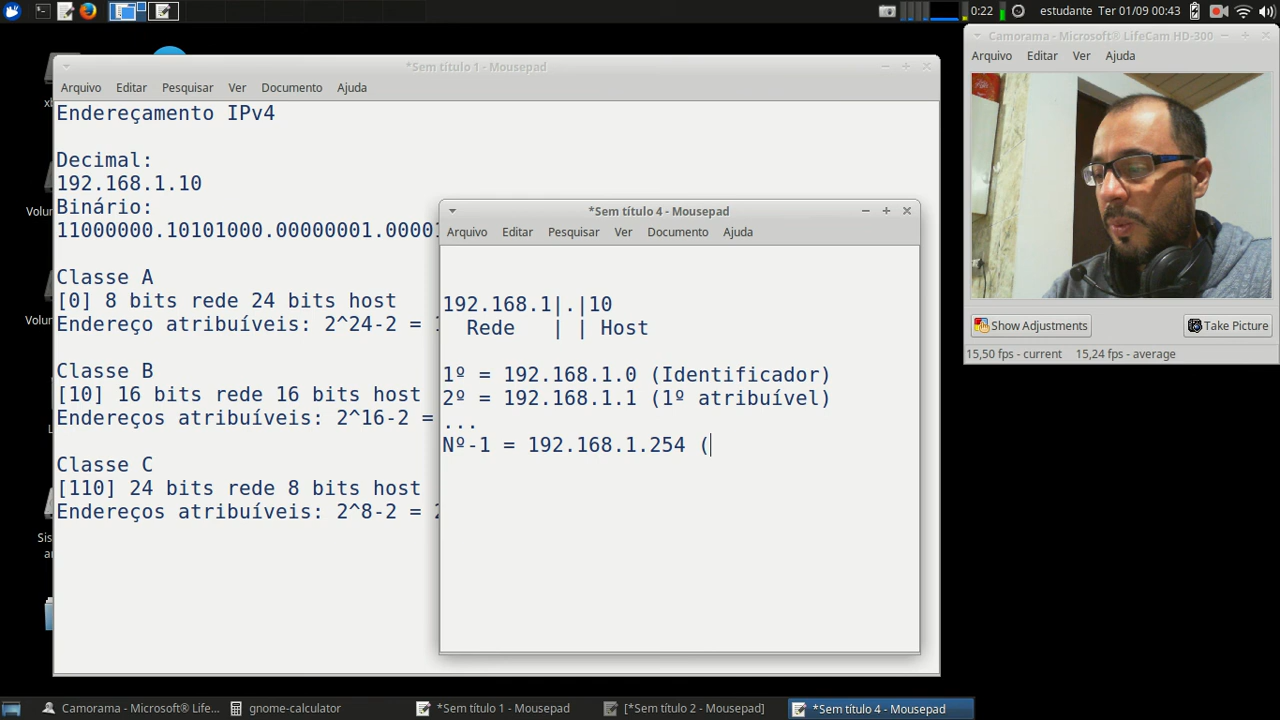 0:22
estudante Ter 01/09 00:43
*Sem título 1 - Mousepad
Arquivo Editar Pesquisar Ver Documento Ajuda
Endereçamento IPv4
Decimal:
192.168.1.10
Binário:
11000000.10101000.00000001.0000
Classe A
[0] 8 bits rede 24 bits host
Endereço atribuíveis: 2^24-2 =
Classe B
[10] 16 bits rede 16 bits host
Endereços atribuíveis: 2^16-2 =
Classe C
[110] 24 bits rede 8 bits host
Endereços atribuíveis: 2^8-2 =
*Sem título 4 - Mousepad
Arquivo Editar Pesquisar Ver Documento Ajuda
192.168.1|.|10
Rede | | Host
1º = 192.168.1.0 (Identificador)
2º = 192.168.1.1 (1º atribuível)
...
Nº-1 = 192.168.1.254 (
Camorama - Microsoft® LifeCam HD-300
Arquivo Editar Ver Ajuda
Show Adjustments
Take Picture
15,50 fps - current 15,24 fps - average
Camorama - Microsoft® Life...
gnome-calculator
*Sem título 1 - Mousepad
[*Sem título 2 - Mousepad]
*Sem título 4 - Mousepad